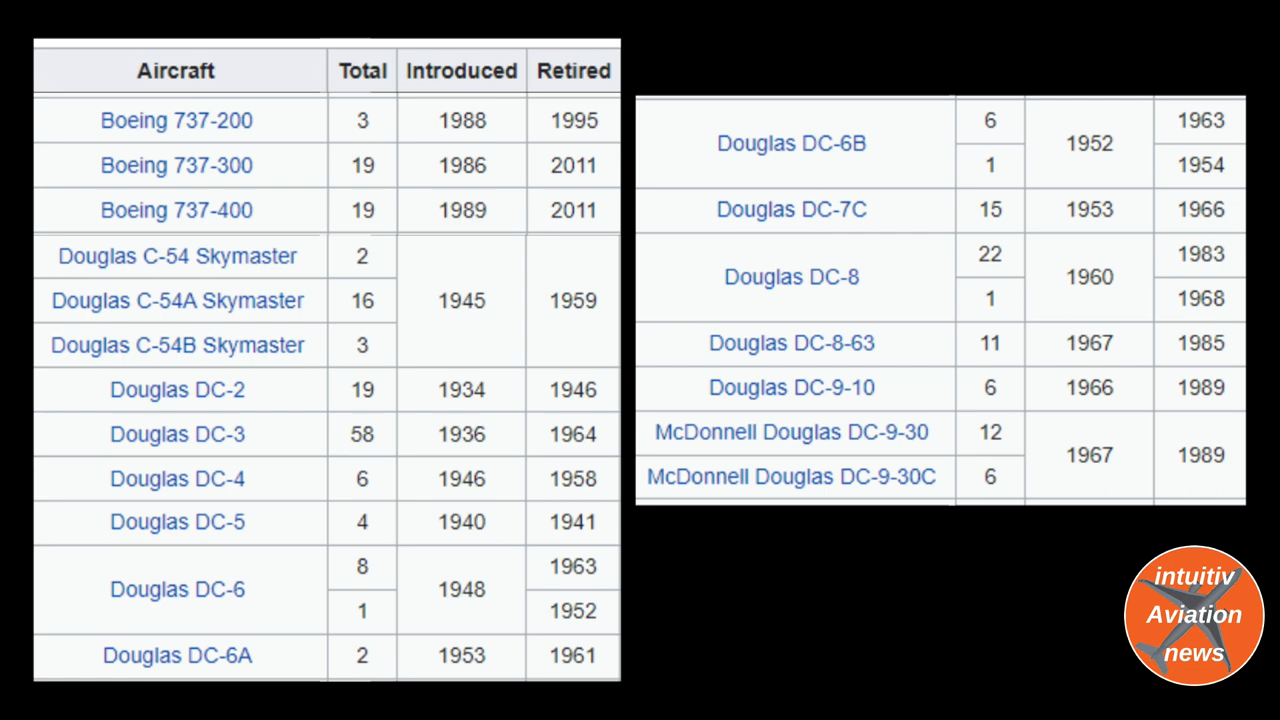 Aircraft Total Introduced Retired
Boeing 737-200 3 1988 1995
Boeing 737-300 19 1986 2011
Boeing 737-400 19 1989 2011
Douglas C-54 Skymaster 2
Douglas C-54A Skymaster 16 1945 1959
Douglas C-54B Skymaster 3
Douglas DC-2 19 1934 1946
Douglas DC-3 58 1936 1964
Douglas DC-4 6 1946 1958
Douglas DC-5 4 1940 1941
8 1963
Douglas DC-6 1948
1 1952
Douglas DC-6A 2 1953 1961
6 1963
Douglas DC-6B 1952
1 1954
Douglas DC-7C 15 1953 1966
22 1983
Douglas DC-8 1960
1 1968
Douglas DC-8-63 11 1967 1985
Douglas DC-9-10 6 1966 1989
McDonnell Douglas DC-9-30 12
1967 1989
McDonnell Douglas DC-9-30C 6
intuitiv
Aviation
news